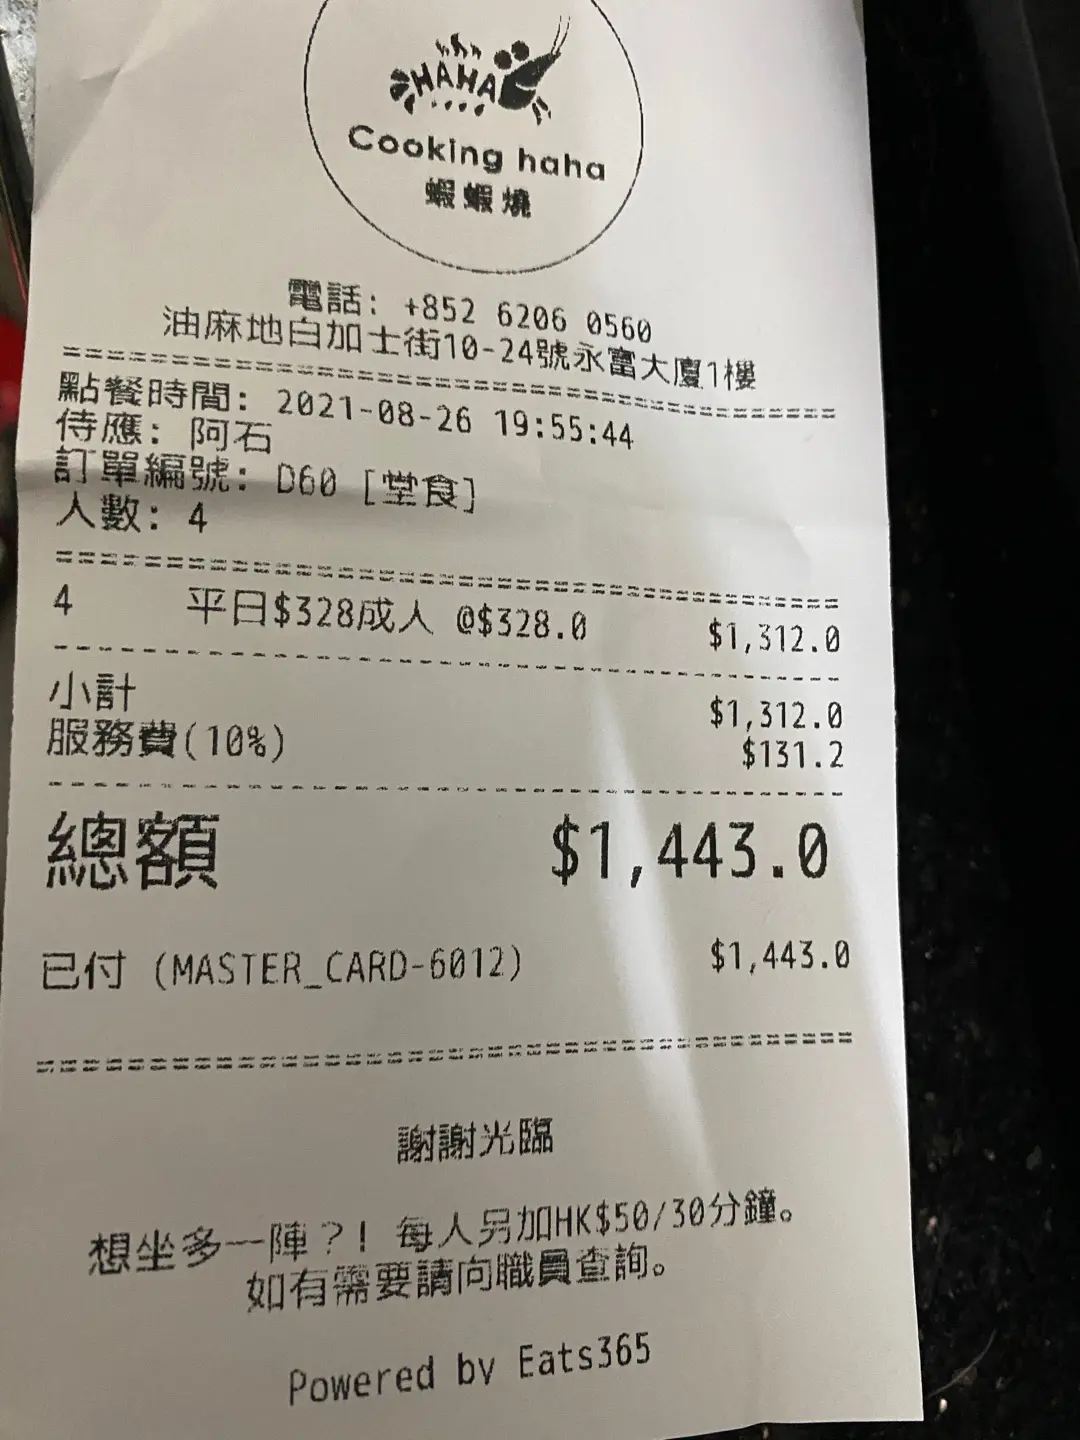 HAHA
Cooking haha
蝦蝦燒
電話: +852 6206 0560
油麻地白加士街10-24號永富大廈1樓
點餐時間: 2021-08-26 19:55:44
侍應: 阿石
訂單編號: D60 [堂食]
人數: 4
4 平日$328成人 @$328.0 $1,312.0
小計 $1,312.0
服務費(10%) $131.2
總額 $1,443.0
已付 (MASTER_CARD-6012) $1,443.0
謝謝光臨
想坐多一陣?! 每人另加HK$50/30分鐘。
如有需要請向職員查詢。
Powered by Eats365